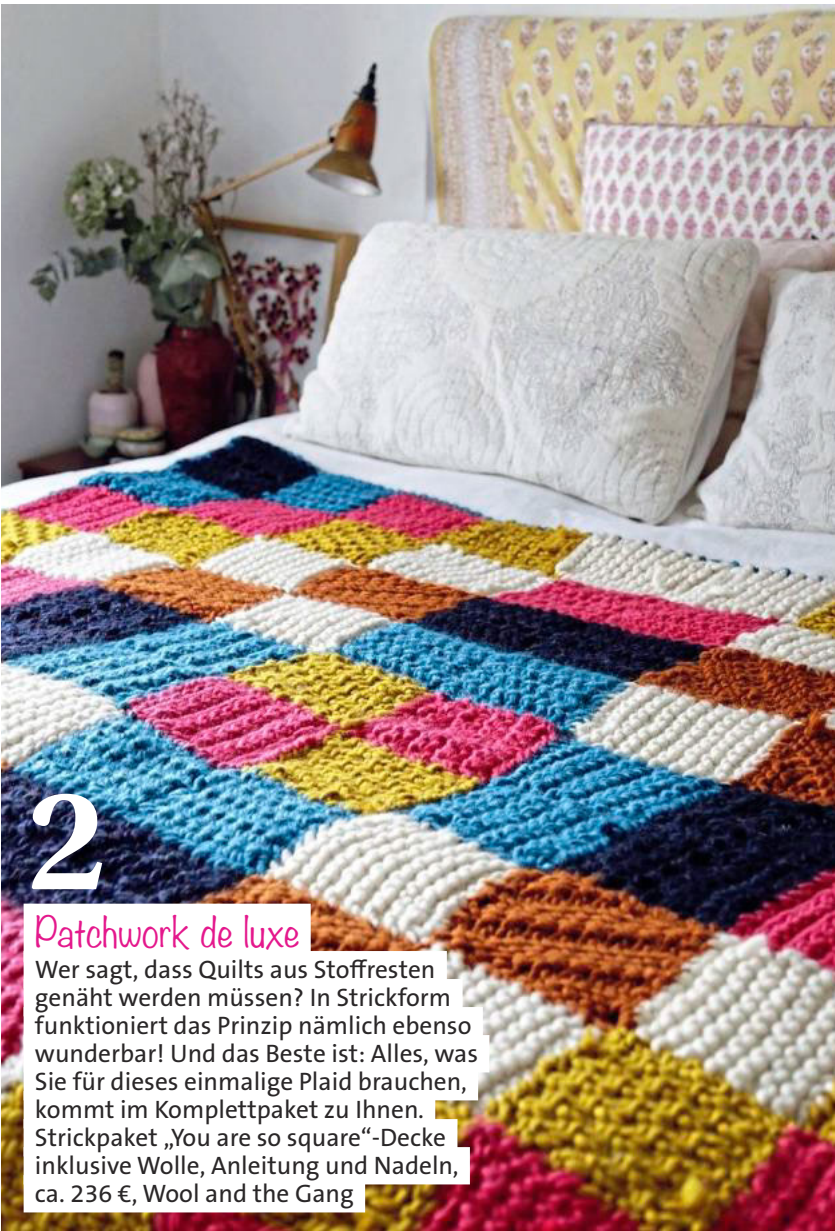 2
Patchwork de luxe
Wer sagt, dass Quilts aus Stoffresten
genäht werden müssen? In Strickform
funktioniert das Prinzip nämlich ebenso
wunderbar! Und das Beste ist: Alles, was
Sie für dieses einmalige Plaid brauchen,
kommt im Komplettpaket zu Ihnen.
Strickpaket „You are so square“-Decke
inklusive Wolle, Anleitung und Nadeln,
ca. 236 €, Wool and the Gang